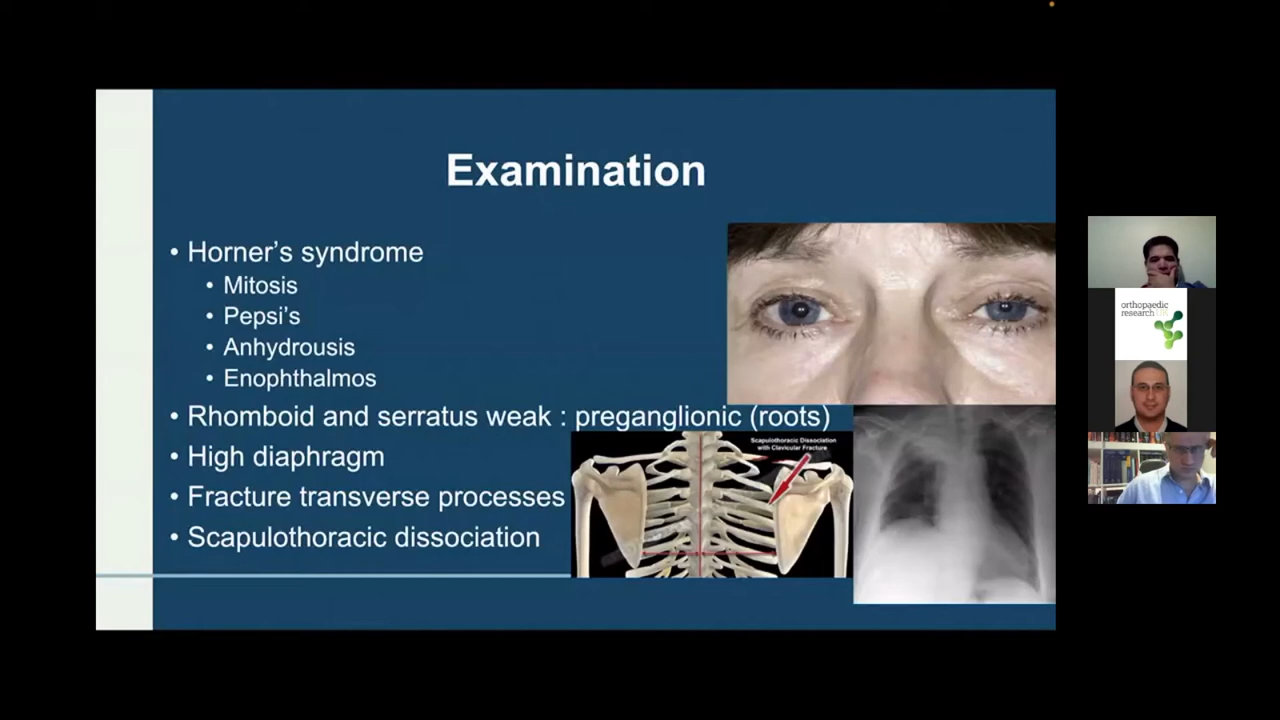 Examination
• Horner's syndrome
• Mitosis
• Pepsi's
• Anhydrousis
• Enophthalmos
• Rhomboid and serratus weak : preganglionic (roots)
• High diaphragm
• Fracture transverse processes
• Scapulothoracic dissociation
Scapulothoracic Dissociation
with Clavicular Fracture
orthopaedic
research UK